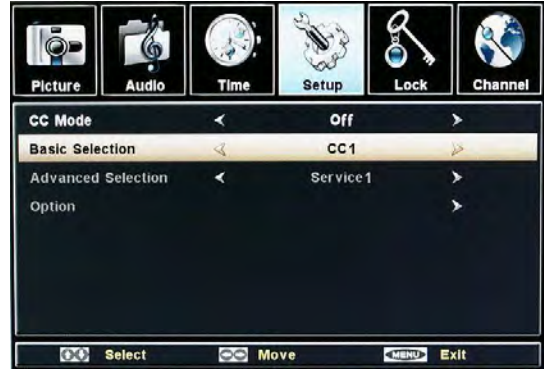 Picture Audio Time Setup Lock Channel
CC Mode Off
Basic Selection CC1
Advanced Selection Service1
Option
Select Move MENU Exit